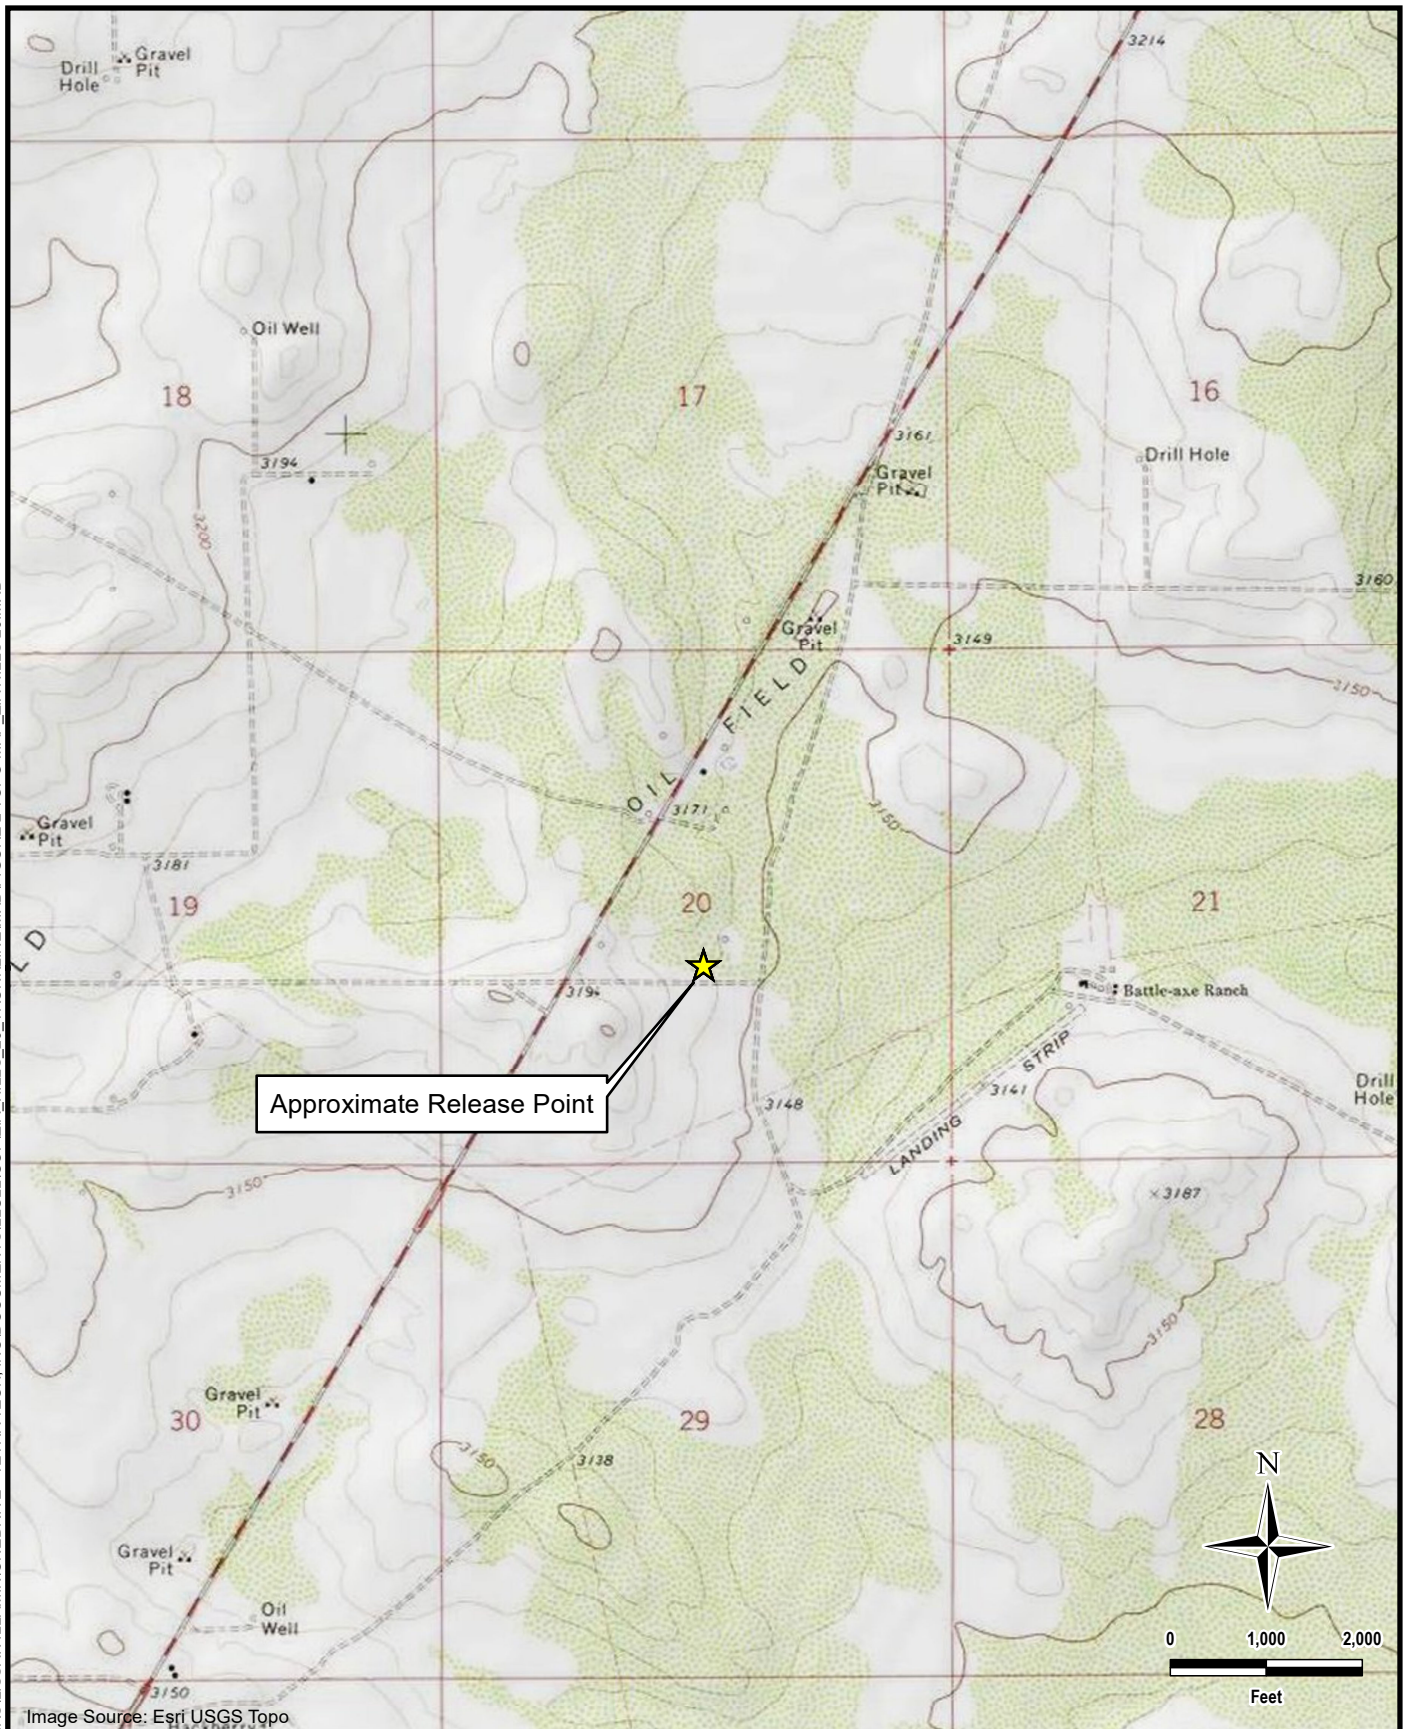 3214
Gravel
Pit
Drill
Hole
Oil Well
18
17
16
3161
3194
Drill Hole
Gravel
Pit
3200
3160
Gravel
Pit
3149
3150
OIL FIELD
3171
3150
Gravel
Pit
3181
19
20
21
LD
3194
Battle-axe Ranch
LANDING STRIP
3141
Drill
Hole
Approximate Release Point
3148
3150
3187
3150
Gravel
Pit
30
29
28
3150
3138
N
Gravel
Pit
Oil
Well
0 1,000 2,000
Feet
3150
Image Source: Esri USGS Topo